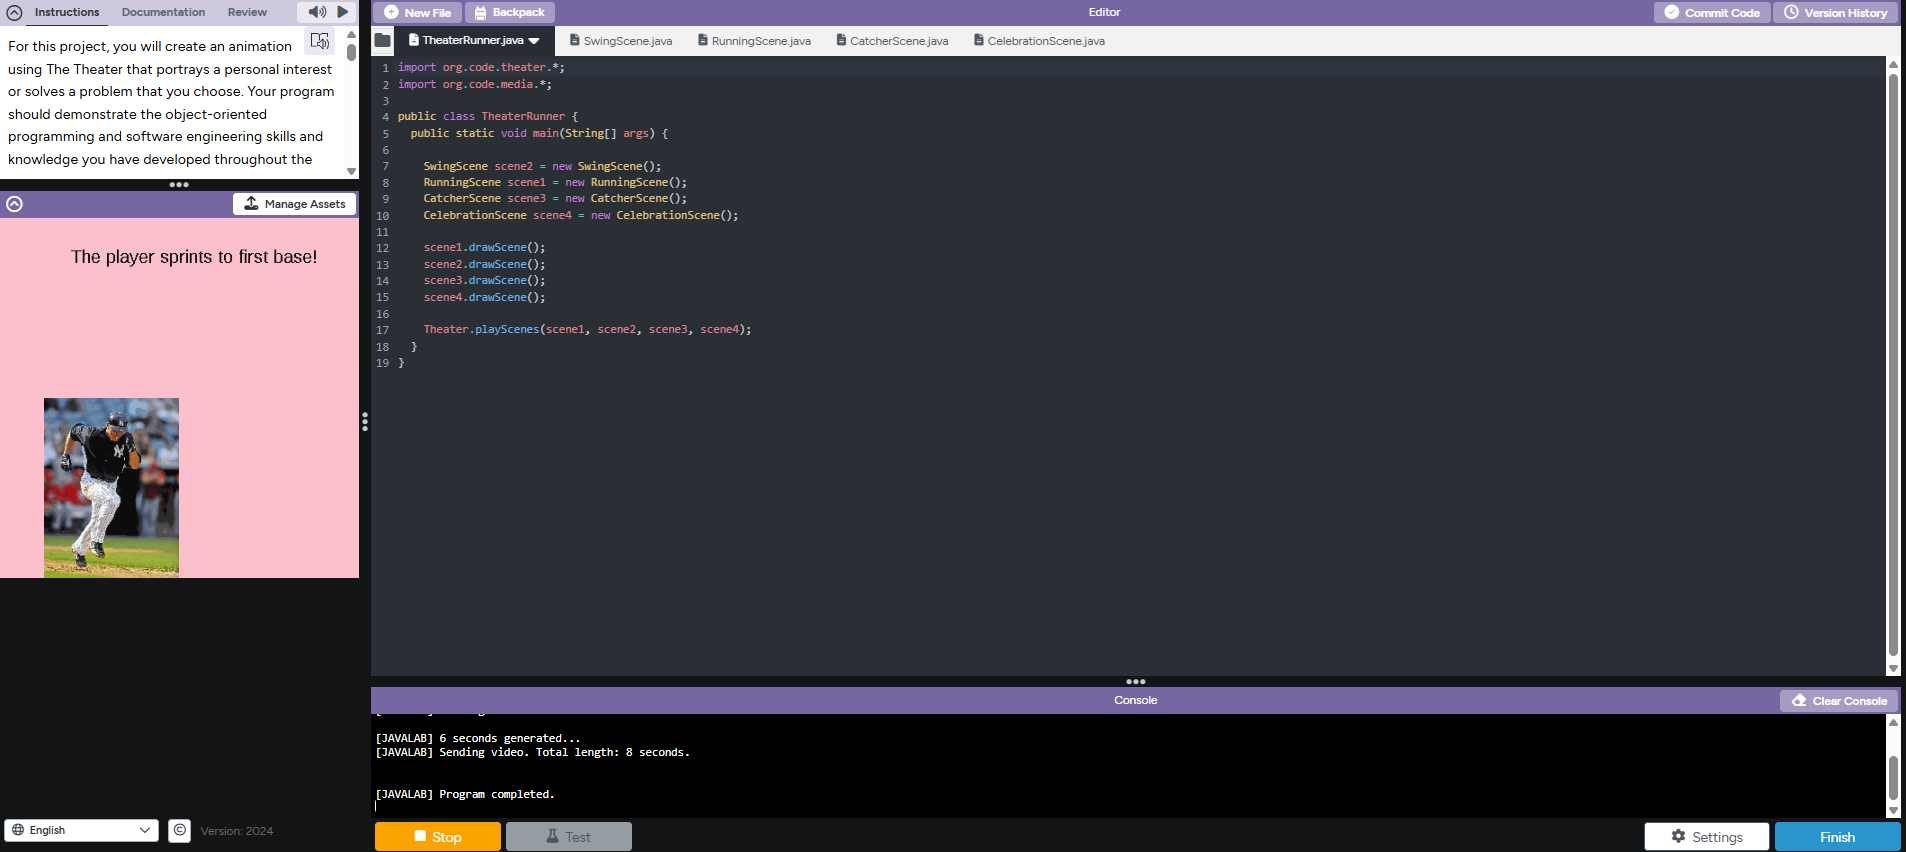 Instructions Documentation Review
For this project, you will create an animation
using The Theater that portrays a personal interest
or solves a problem that you choose. Your program
should demonstrate the object-oriented
programming and software engineering skills and
knowledge you have developed throughout the
Manage Assets
The player sprints to first base!
English
Version: 2024
New File Backpack Editor Commit Code Version History
TheaterRunner.java SwingScene.java RunningScene.java CatcherScene.java CelebrationScene.java
1 import org.code.theater.*;
2 import org.code.media.*;
3
4 public class TheaterRunner {
5 public static void main(String[] args) {
6
7 SwingScene scene2 = new SwingScene();
8 RunningScene scene1 = new RunningScene();
9 CatcherScene scene3 = new CatcherScene();
10 CelebrationScene scene4 = new CelebrationScene();
11
12 scene1.drawScene();
13 scene2.drawScene();
14 scene3.drawScene();
15 scene4.drawScene();
16
17 Theater.playScenes(scene1, scene2, scene3, scene4);
18 }
19 }
Console Clear Console
[JAVALAB] 6 seconds generated...
[JAVALAB] Sending video. Total length: 8 seconds.
[JAVALAB] Program completed.
Stop Test Settings Finish